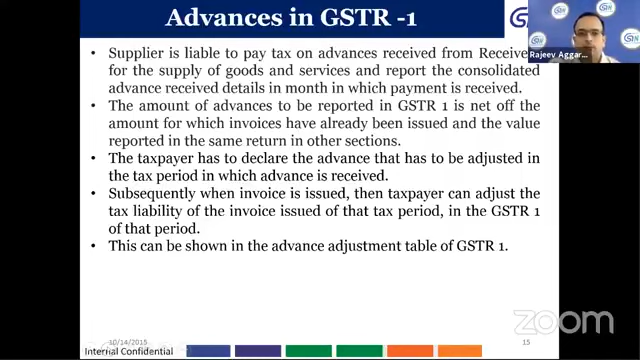 Advances in GSTR -1
GSTN
Rajeev Aggar...
• Supplier is liable to pay tax on advances received from Receiver
for the supply of goods and services and report the consolidated
advance received details in month in which payment is received.
• The amount of advances to be reported in GSTR 1 is net off the
amount for which invoices have already been issued and the value
reported in the same return in other sections.
• The taxpayer has to declare the advance that has to be adjusted in
the tax period in which advance is received.
• Subsequently when invoice is issued, then taxpayer can adjust the
tax liability of the invoice issued of that tax period, in the GSTR 1
of that period.
• This can be shown in the advance adjustment table of GSTR 1.
zoom
10/14/2015
15
Internal Confidential